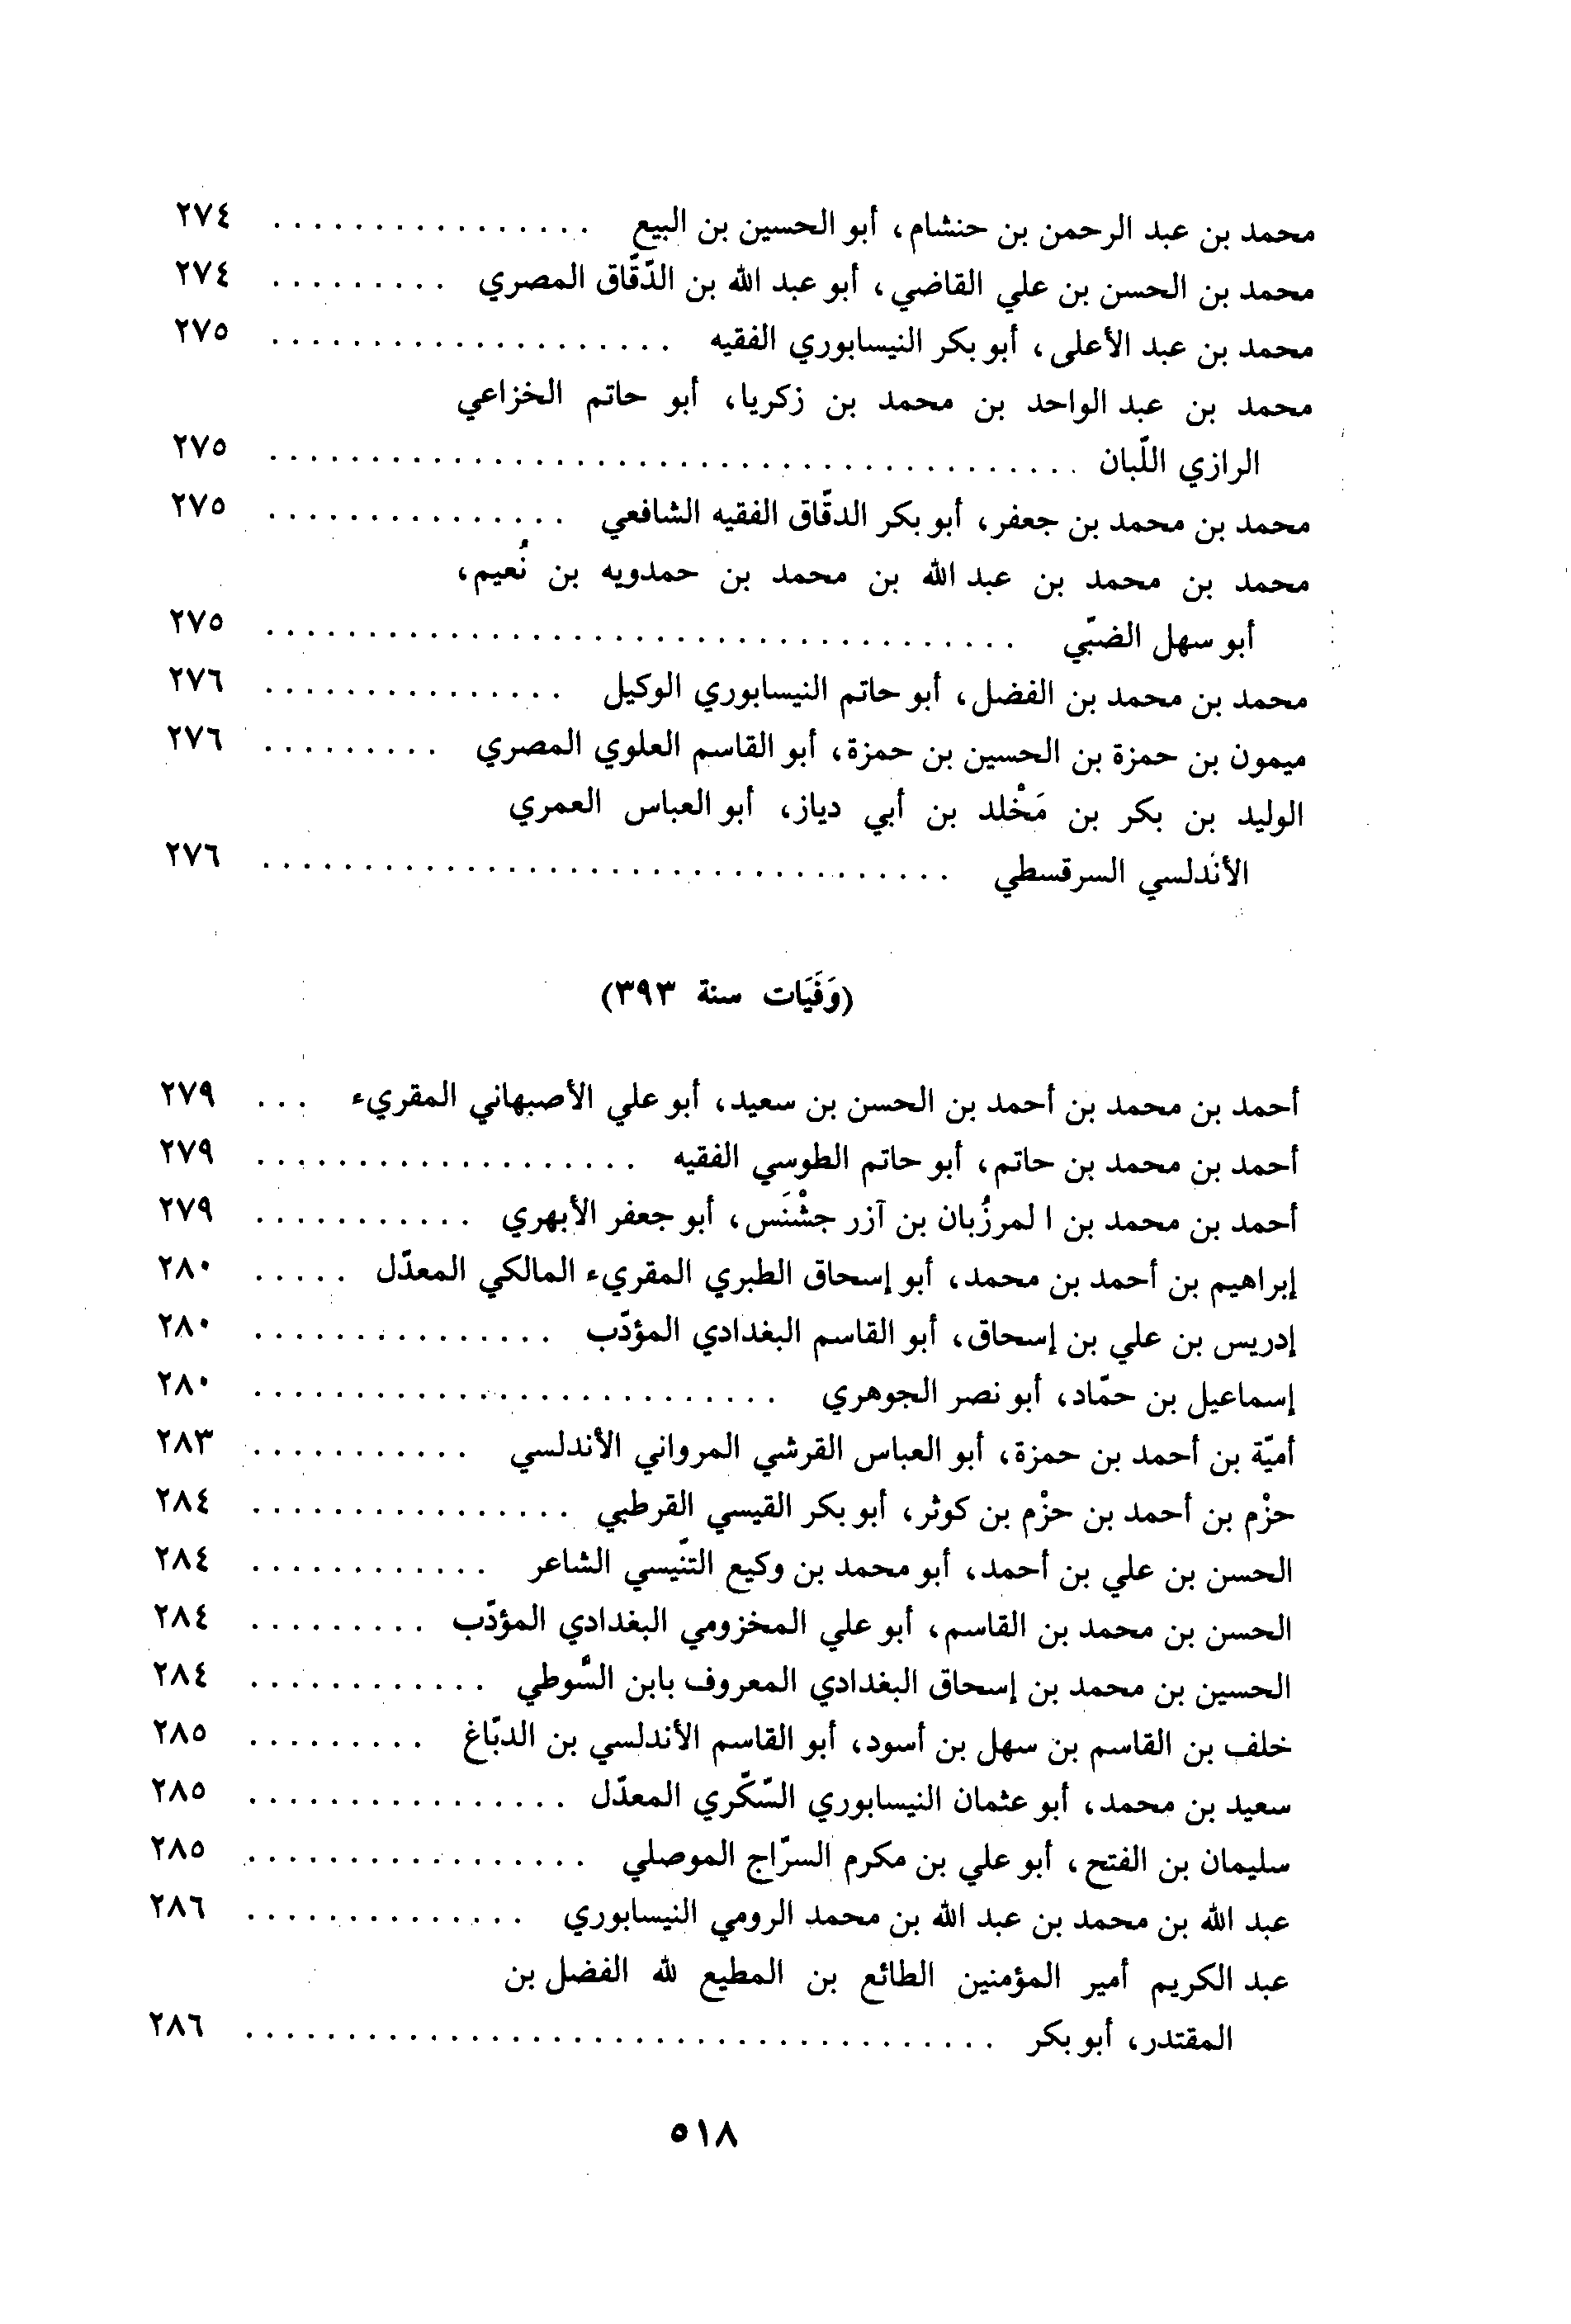 محمد بن عبد الرحمن بن حنشام، أبو الحسين بن البيع . . . . . . . . . . . . . . . . ٢٧٤
محمد بن الحسن بن علي القاضي، أبو عبد الله بن الدّقّاق المصري . . . . . . . . . ٢٧٤
محمد بن عبد الأعلى، أبو بكر النيسابوري الفقيه . . . . . . . . . . . . . . . . . . . . ٢٧٥
محمد بن عبد الواحد بن محمد بن زكريا، أبو حاتم الخزاعي
الرازي اللّبان . . . . . . . . . . . . . . . . . . . . . . . . . . . . . . . . . . . . . . . . ٢٧٥
محمد بن محمد بن جعفر، أبو بكر الدقّاق الفقيه الشافعي . . . . . . . . . . . . . . . ٢٧٥
محمد بن محمد بن عبد الله بن محمد بن حمدويه بن نُعيم،
أبو سهل الضبّي . . . . . . . . . . . . . . . . . . . . . . . . . . . . . . . . . . . . . ٢٧٥
محمد بن محمد بن الفضل، أبو حاتم النيسابوري الوكيل . . . . . . . . . . . . . . . ٢٧٦
ميمون بن حمزة بن الحسين بن حمزة، أبو القاسم العلوي المصري . . . . . . . . . ٢٧٦
الوليد بن بكر بن مَخْلد بن أبي دياز، أبو العباس العمري
الأندلسي السرقسطي . . . . . . . . . . . . . . . . . . . . . . . . . . . . . . . . . . ٢٧٦
(وَفَيَات سنة ٣٩٣)
أحمد بن محمد بن أحمد بن الحسن بن سعيد، أبو علي الأصبهاني المقريء . . . ٢٧٩
أحمد بن محمد بن حاتم، أبو حاتم الطوسي الفقيه . . . . . . . . . . . . . . . . . . . ٢٧٩
أحمد بن محمد بن ا لمرزُبان بن آزر جشْنَس، أبو جعفر الأبهري . . . . . . . . . . . ٢٧٩
إبراهيم بن أحمد بن محمد، أبو إسحاق الطبري المقريء المالكي المعدّل . . . . . ٢٨٠
إدريس بن علي بن إسحاق، أبو القاسم البغدادي المؤدّب . . . . . . . . . . . . . . . ٢٨٠
إسماعيل بن حمّاد، أبو نصر الجوهري . . . . . . . . . . . . . . . . . . . . . . . . . . ٢٨٠
أميّة بن أحمد بن حمزة، أبو العباس القرشي المرواني الأندلسي . . . . . . . . . . . ٢٨٣
حزْم بن أحمد بن حزْم بن كوثر، أبو بكر القيسي القرطبي . . . . . . . . . . . . . . . . ٢٨٤
الحسن بن علي بن أحمد، أبو محمد بن وكيع التنّيسي الشاعر . . . . . . . . . . . . ٢٨٤
الحسن بن محمد بن القاسم، أبو علي المخزومي البغدادي المؤدّب . . . . . . . . . ٢٨٤
الحسين بن محمد بن إسحاق البغدادي المعروف بابن السُّوطي . . . . . . . . . . . . ٢٨٤
خلف بن القاسم بن سهل بن أسود، أبو القاسم الأندلسي بن الدبّاغ . . . . . . . . . ٢٨٥
سعيد بن محمد، أبو عثمان النيسابوري السّكّري المعدّل . . . . . . . . . . . . . . . . ٢٨٥
سليمان بن الفتح، أبو علي بن مكرم السرّاج الموصلي . . . . . . . . . . . . . . . . . ٢٨٥
عبد الله بن محمد بن عبد الله بن محمد الرومي النيسابوري . . . . . . . . . . . . . . ٢٨٦
عبد الكريم أمير المؤمنين الطائع بن المطيع لله الفضل بن
المقتدر، أبو بكر . . . . . . . . . . . . . . . . . . . . . . . . . . . . . . . . . . . . . ٢٨٦
٥١٨